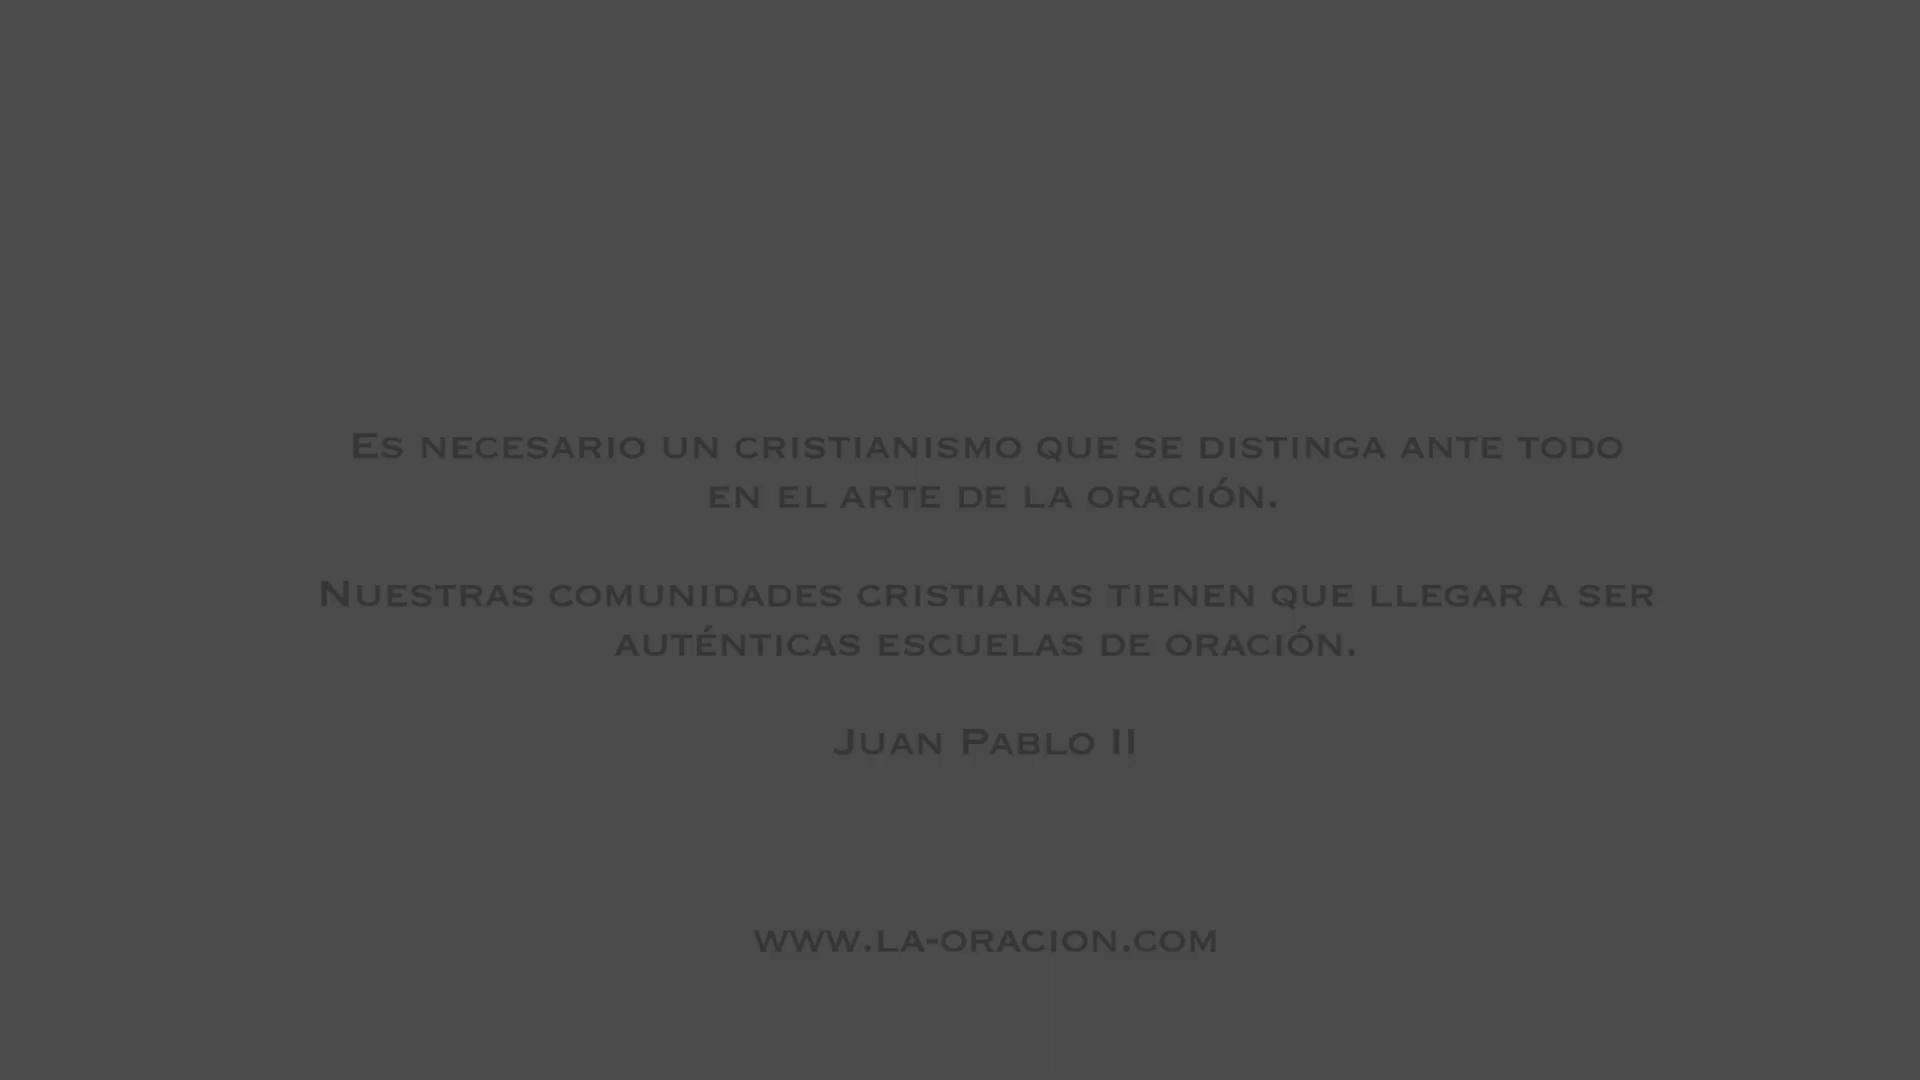 Es necesario un cristianismo que se distinga ante todo
en el arte de la oración.
Nuestras comunidades cristianas tienen que llegar a ser
auténticas escuelas de oración.
Juan Pablo II
www.la-oracion.com